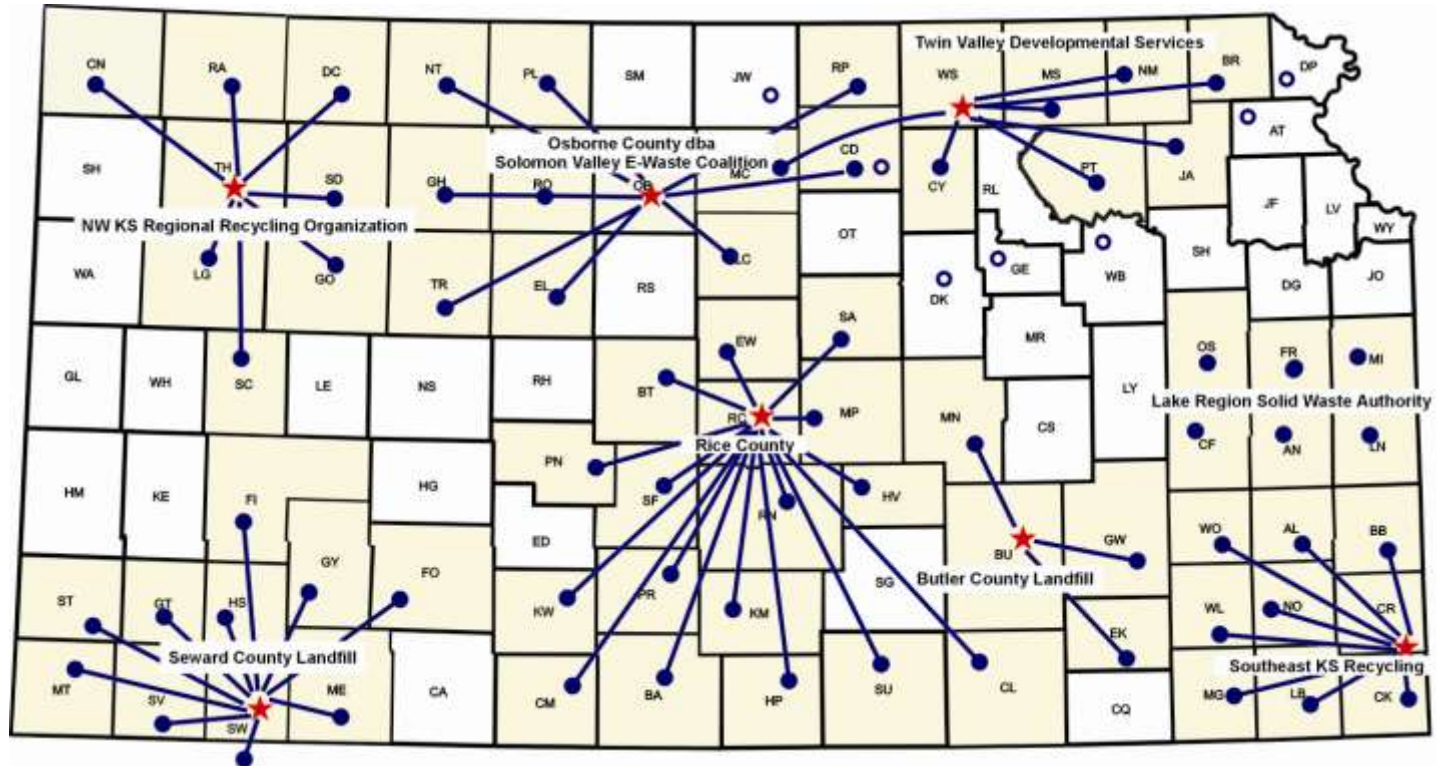 Twin Valley Developmental Services
CN
RA
DC
NT
PL
SM
JW
RP
WS
MS
NM
BR
DP
Osborne County dba
Solomon Valley E-Waste Coalition
SH
TH
SD
GH
RO
OB
MC
CD
CY
RL
PT
JA
AT
JF
LV
WY
NW KS Regional Recycling Organization
WA
LG
GO
TR
EL
RS
LC
OT
DK
GE
WB
SH
DG
JO
GL
WH
SC
LE
NS
RH
BT
EW
SA
RC
MP
MN
MR
CS
LY
OS
FR
MI
Lake Region Solid Waste Authority
CF
AN
LN
Rice County
HM
KE
FI
HG
PN
SF
RN
HV
ED
GY
FO
SG
BU
GW
Butler County Landfill
WO
AL
BB
ST
GT
HS
KW
PR
KM
EK
WL
NO
CR
Seward County Landfill
Southeast KS Recycling
MT
SV
SW
ME
CA
CM
BA
HP
SU
CL
CQ
MG
LB
CK